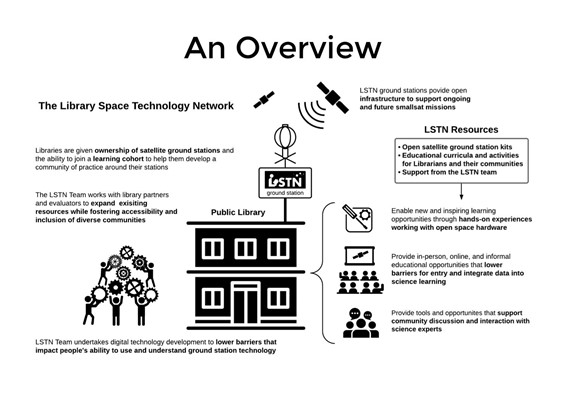 An Overview
The Library Space Technology Network
LSTN ground stations povide open
infrastructure to support ongoing
and future smallsat missions
Libraries are given ownership of satellite ground stations and
the ability to join a learning cohort to help them develop a
community of practice around their stations
The LSTN Team works with library partners
and evaluators to expand exisiting
resources while fostering accessibility and
inclusion of diverse communities
LSTN
ground station
Public Library
LSTN Resources
• Open satellite ground station kits
• Educational curricula and activities
for Librarians and their communities
• Support from the LSTN team
Enable new and inspiring learning
opportunities through hands-on experiences
working with open space hardware
Provide in-person, online, and informal
educational opportunities that lower
barriers for entry and integrate data into
science learning
Provide tools and opportunites that support
community discussion and interaction with
science experts
LSTN Team undertakes digital technology development to lower barriers that
impact people's ability to use and understand ground station technology